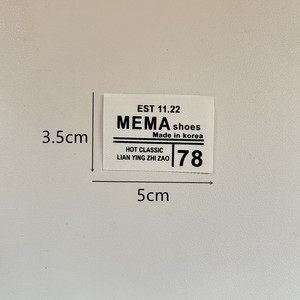 EST 11.22
MEMA shoes
Made in korea
HOT CLASSIC
LIAN YING ZHI ZAO
78
3.5cm
5cm